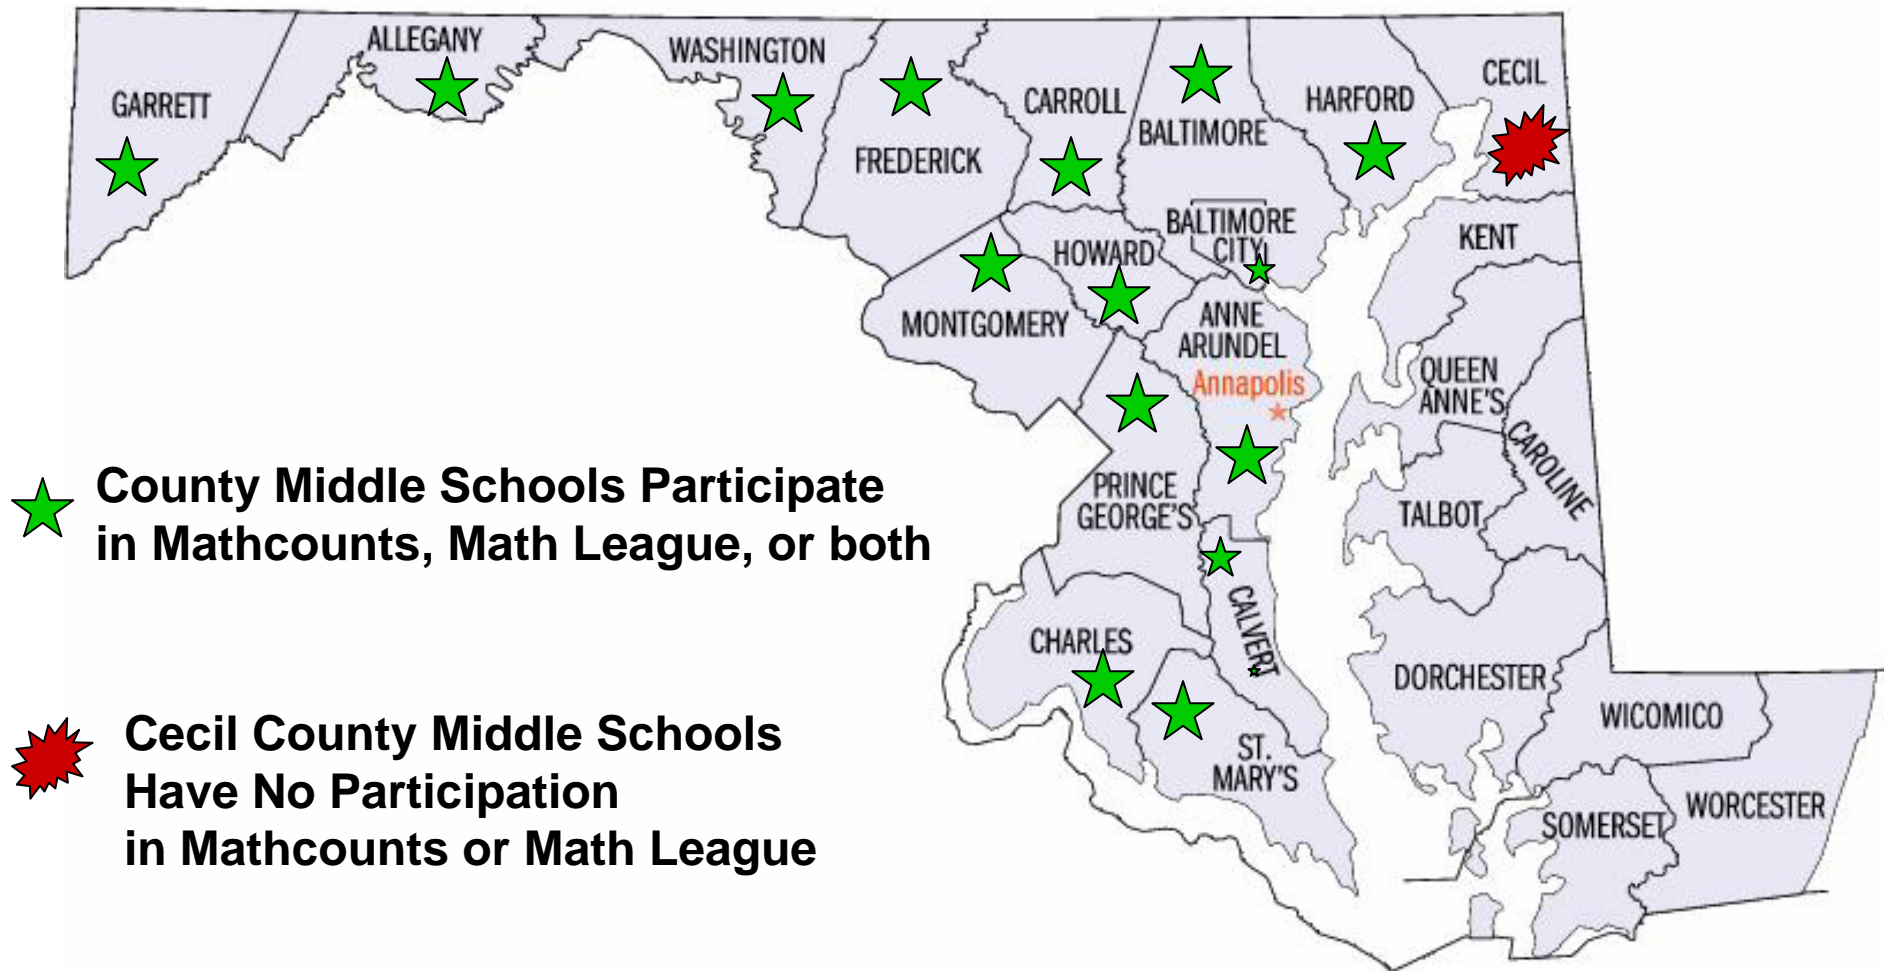 ALLEGANY
WASHINGTON
GARRETT
FREDERICK
CARROLL
BALTIMORE
HARFORD
CECIL
BALTIMORE
CITY
KENT
HOWARD
MONTGOMERY
ANNE
ARUNDEL
Annapolis
QUEEN
ANNE'S
CAROLINE
PRINCE
GEORGE'S
TALBOT
CALVERT
CHARLES
DORCHESTER
ST.
MARY'S
WICOMICO
SOMERSET
WORCESTER
County Middle Schools Participate
in Mathcounts, Math League, or both
Cecil County Middle Schools
Have No Participation
in Mathcounts or Math League